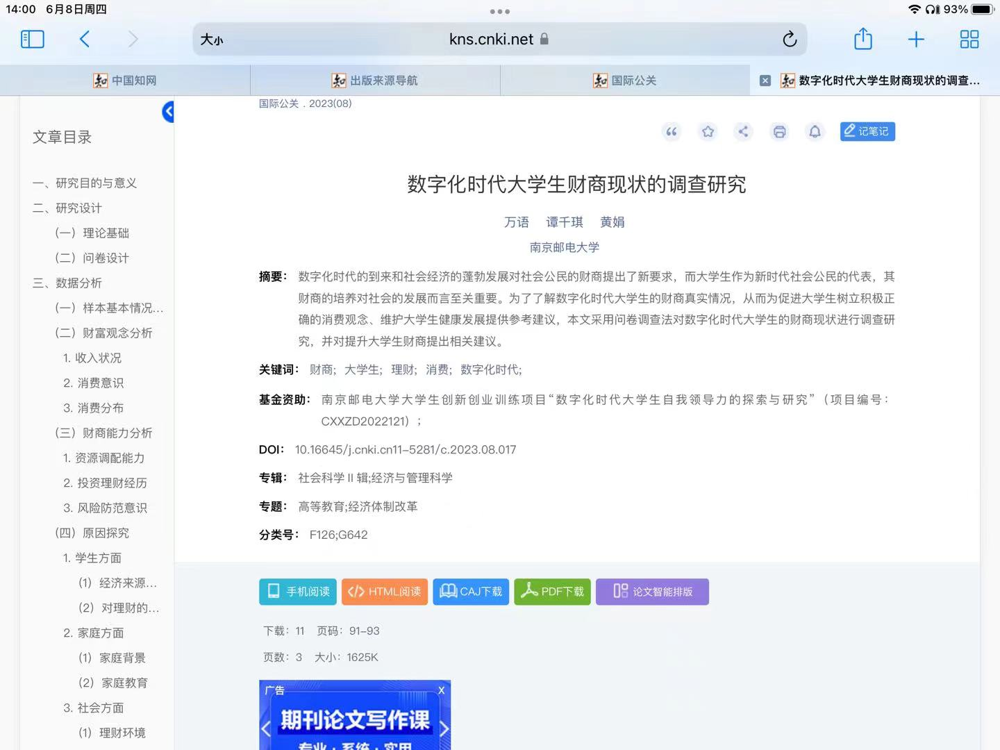 14:00 6月8日周四
93%
大小
kns.cnki.net
中国知网
出版来源导航
国际公关
数字化时代大学生财商现状的调查...
国际公关 . 2023(08)
记笔记
文章目录
一、研究目的与意义
二、研究设计
（一）理论基础
（二）问卷设计
三、数据分析
（一）样本基本情况...
（二）财富观念分析
1. 收入状况
2. 消费意识
3. 消费分布
（三）财商能力分析
1. 资源调配能力
2. 投资理财经历
3. 风险防范意识
（四）原因探究
1. 学生方面
（1）经济来源...
（2）对理财的...
2. 家庭方面
（1）家庭背景
（2）家庭教育
3. 社会方面
（1）理财环境
数字化时代大学生财商现状的调查研究
万语 谭千琪 黄娟
南京邮电大学
摘要： 数字化时代的到来和社会经济的蓬勃发展对社会公民的财商提出了新要求，而大学生作为新时代社会公民的代表，其
财商的培养对社会的发展而言至关重要。为了了解数字化时代大学生的财商真实情况，从而为促进大学生树立积极正
确的消费观念、维护大学生健康发展提供参考建议，本文采用问卷调查法对数字化时代大学生的财商现状进行调查研
究，并对提升大学生财商提出相关建议。
关键词： 财商; 大学生; 理财; 消费; 数字化时代;
基金资助： 南京邮电大学大学生创新创业训练项目“数字化时代大学生自我领导力的探索与研究”（项目编号：
CXXZD2022121）；
DOI： 10.16645/j.cnki.cn11-5281/c.2023.08.017
专辑： 社会科学Ⅱ辑;经济与管理科学
专题： 高等教育;经济体制改革
分类号： F126;G642
手机阅读
HTML阅读
CAJ下载
PDF下载
论文智能排版
下载：11 页码：91-93
页数：3 大小：1625K
广告 X
期刊论文写作课
专业·系统·实用